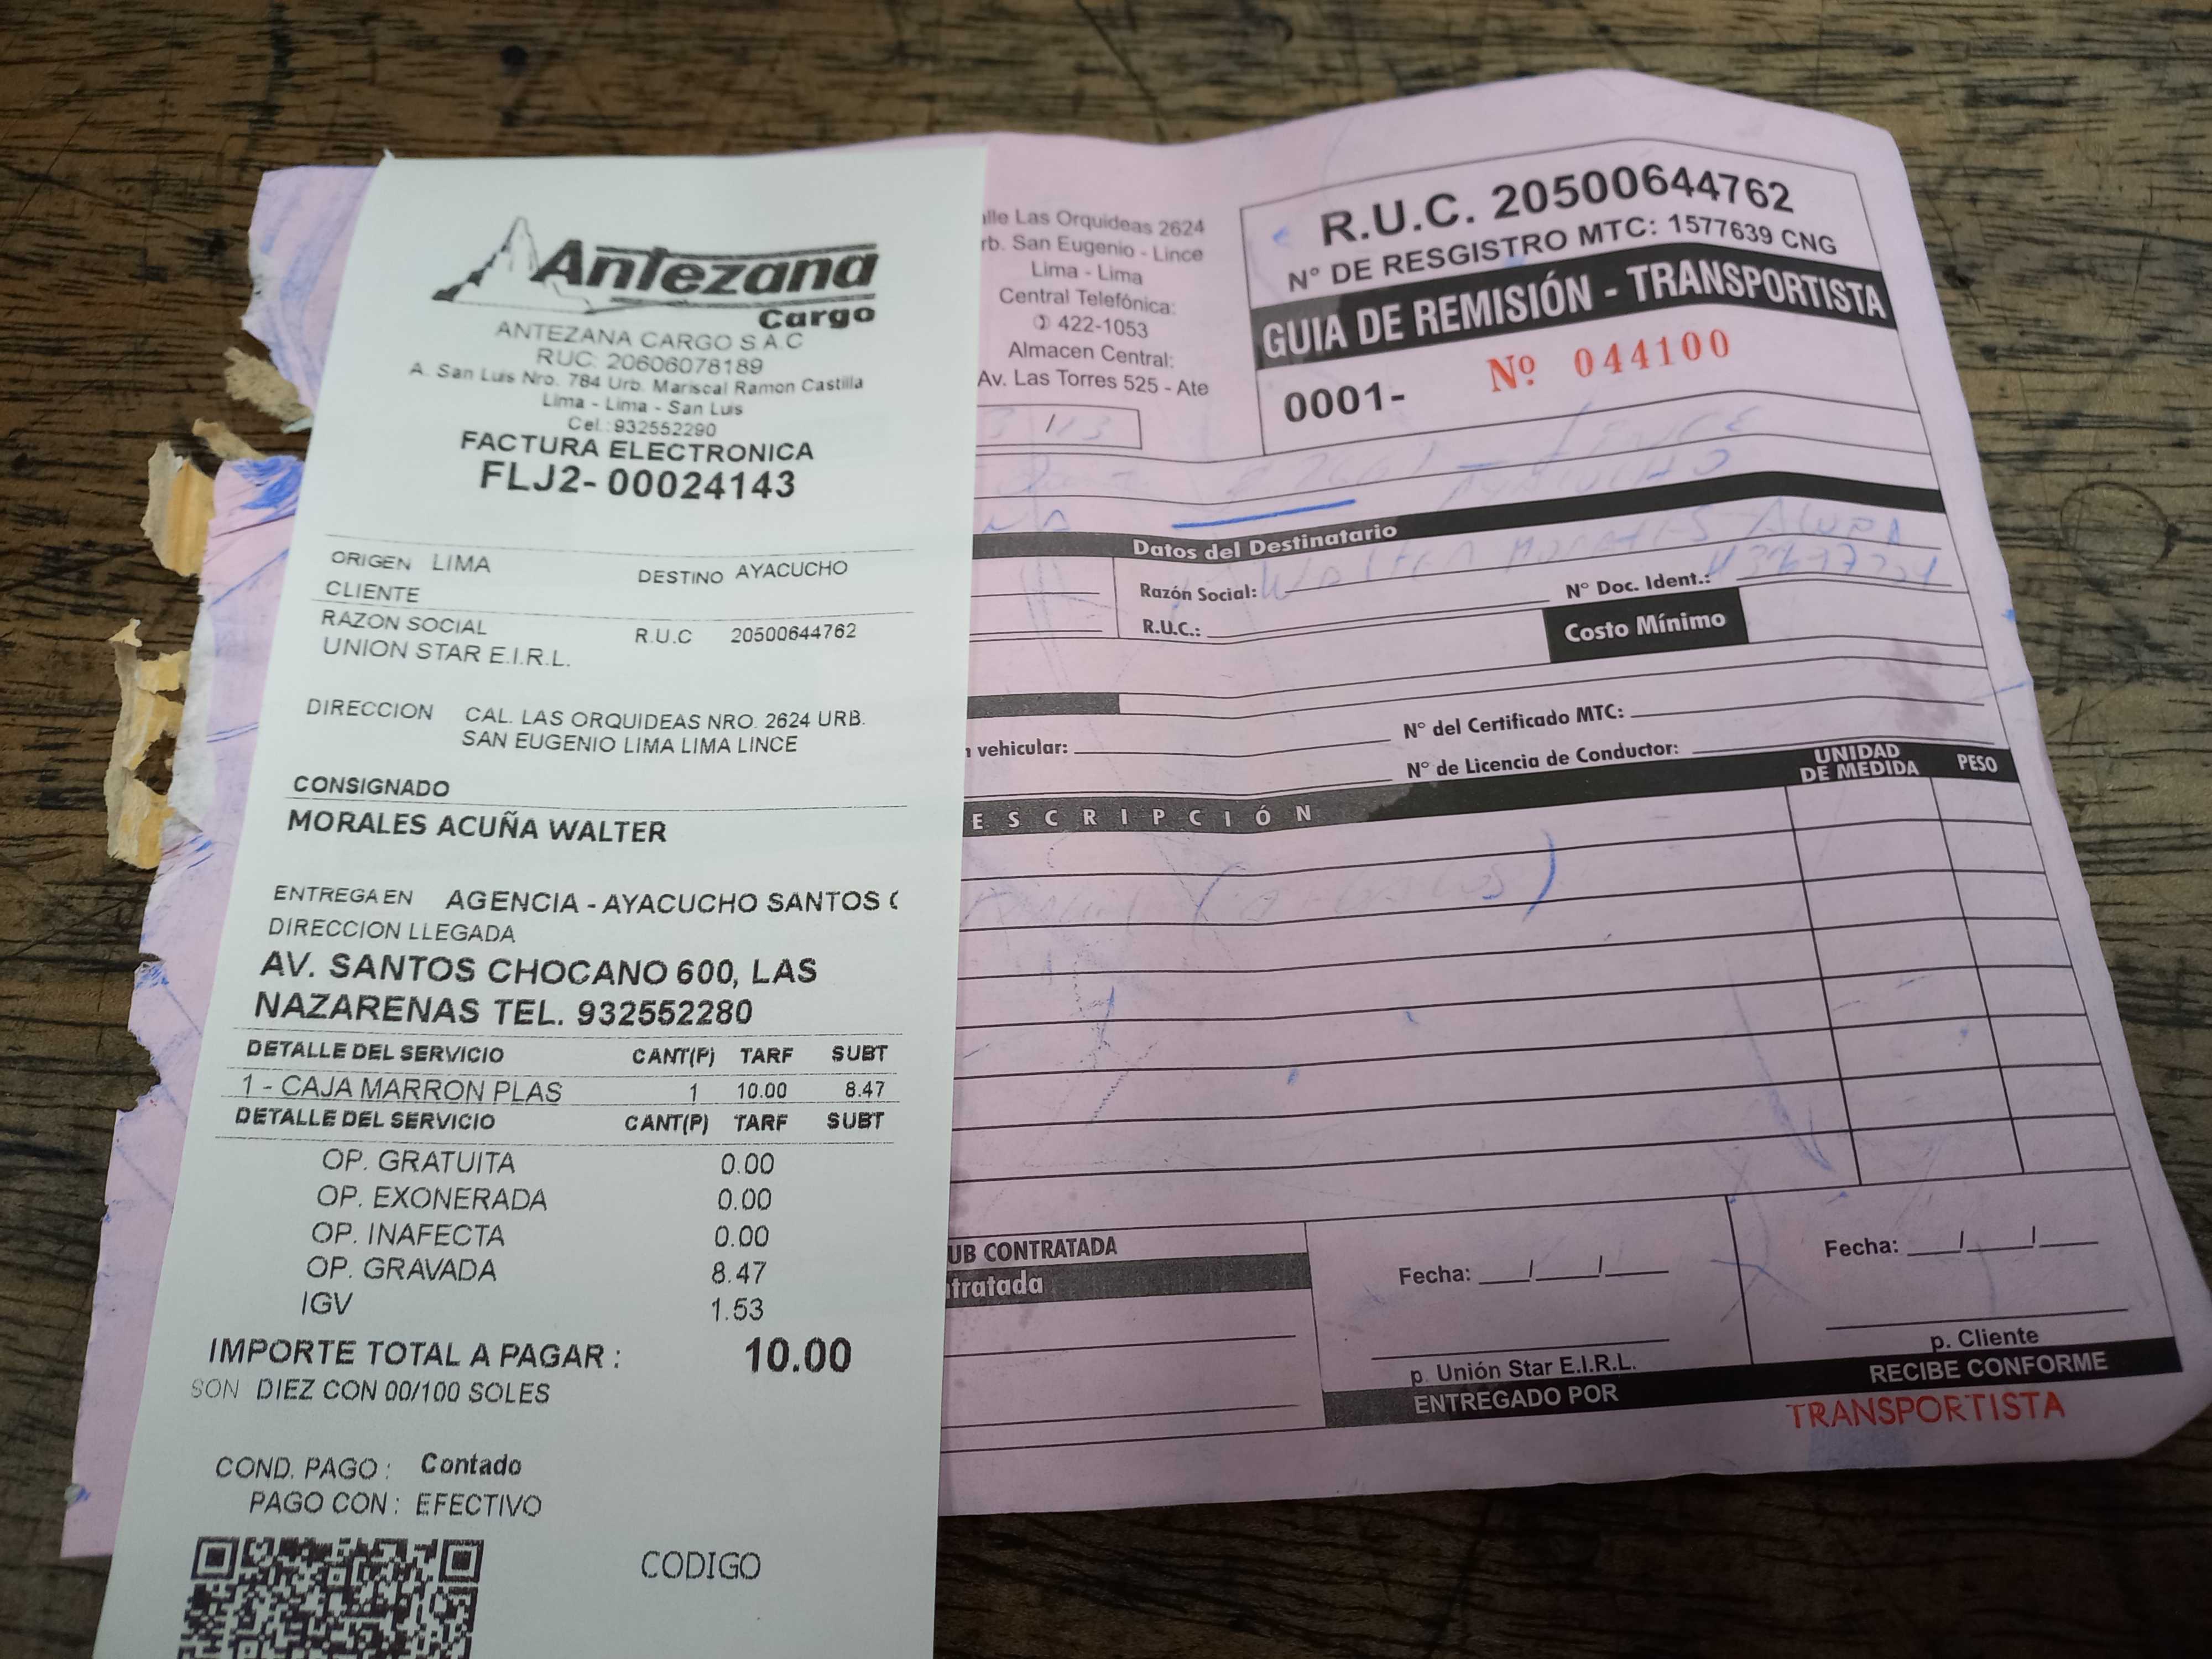 Antezana
Cargo
ANTEZANA CARGO S.A.C
RUC: 20606078189
A. San Luis Nro. 784 Urb. Mariscal Ramon Castilla
Lima - Lima - San Luis
Cel.:932552290
FACTURA ELECTRONICA
FLJ2- 00024143
ORIGEN LIMA DESTINO AYACUCHO
CLIENTE
RAZON SOCIAL R.U.C 20500644762
UNION STAR E.I.R.L.
DIRECCION CAL. LAS ORQUIDEAS NRO. 2624 URB.
SAN EUGENIO LIMA LIMA LINCE
CONSIGNADO
MORALES ACUÑA WALTER
ENTREGA EN AGENCIA - AYACUCHO SANTOS
DIRECCION LLEGADA
AV. SANTOS CHOCANO 600, LAS
NAZARENAS TEL. 932552280
DETALLE DEL SERVICIO CANT(P) TARF SUBT
1 - CAJA MARRON PLAS 1 10.00 8.47
DETALLE DEL SERVICIO CANT(P) TARF SUBT
OP. GRATUITA 0.00
OP. EXONERADA 0.00
OP. INAFECTA 0.00
OP. GRAVADA 8.47
IGV 1.53
IMPORTE TOTAL A PAGAR : 10.00
SON DIEZ CON 00/100 SOLES
COND. PAGO : Contado
PAGO CON : EFECTIVO
CODIGO
alle Las Orquideas 2624
rb. San Eugenio - Lince
Lima - Lima
Central Telefónica:
422-1053
Almacen Central:
Av. Las Torres 525 - Ate
R.U.C. 20500644762
N° DE RESGISTRO MTC: 1577639 CNG
GUIA DE REMISIÓN - TRANSPORTISTA
0001- Nº 044100
Datos del Destinatario
Razón Social: N° Doc. Ident.:
R.U.C.:
Costo Mínimo
N° del Certificado MTC:
vehicular:
N° de Licencia de Conductor:
ESCRIPCIÓN UNIDAD DE MEDIDA PESO
UB CONTRATADA
tratada
Fecha: __/__/__ Fecha: __/__/__
p. Unión Star E.I.R.L. p. Cliente
ENTREGADO POR RECIBE CONFORME
TRANSPORTISTA